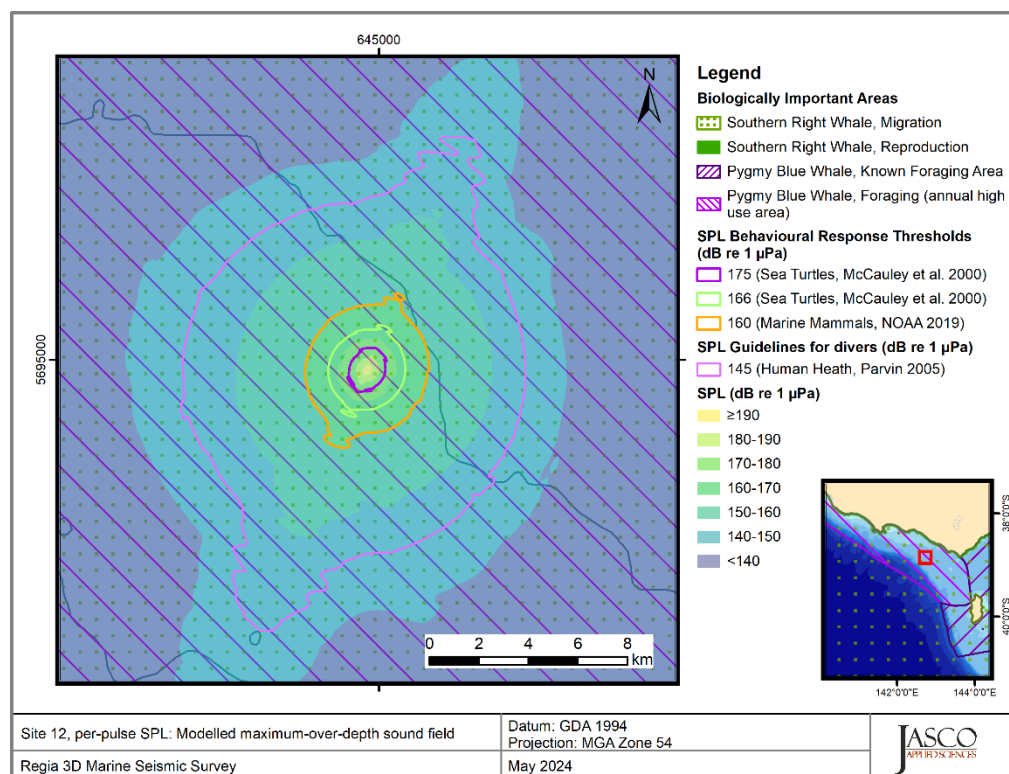 645000
5695000
N
0 2 4 6 8
km
Legend
Biologically Important Areas
Southern Right Whale, Migration
Southern Right Whale, Reproduction
Pygmy Blue Whale, Known Foraging Area
Pygmy Blue Whale, Foraging (annual high
use area)
SPL Behavioural Response Thresholds
(dB re 1 µPa)
175 (Sea Turtles, McCauley et al. 2000)
166 (Sea Turtles, McCauley et al. 2000)
160 (Marine Mammals, NOAA 2019)
SPL Guidelines for divers (dB re 1 µPa)
145 (Human Heath, Parvin 2005)
SPL (dB re 1 µPa)
≥190
180-190
170-180
160-170
150-160
140-150
<140
38°0'0"S
40°0'0"S
142°0'0"E 144°0'0"E
Site 12, per-pulse SPL: Modelled maximum-over-depth sound field
Datum: GDA 1994
Projection: MGA Zone 54
Regia 3D Marine Seismic Survey
May 2024
JASCO
APPLIED SCIENCES